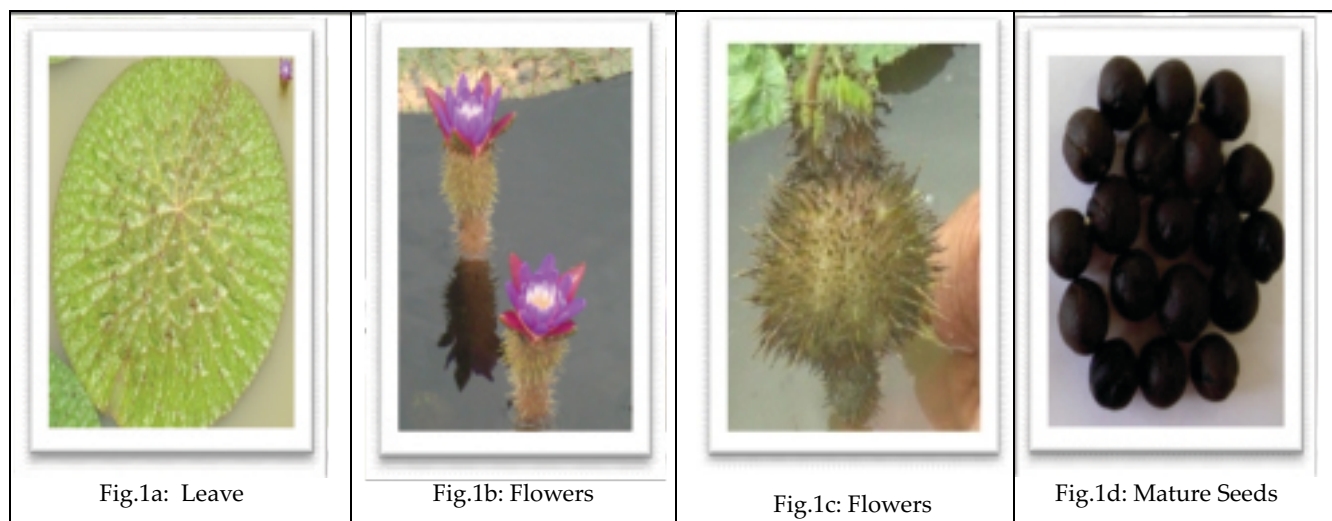 Fig.1a: Leave
Fig.1b: Flowers
Fig.1c: Flowers
Fig.1d: Mature Seeds